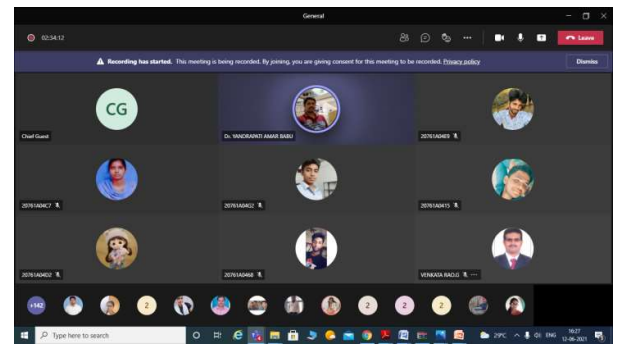 General
02:34:12
Leave
Recording has started. This meeting is being recorded. By joining, you are giving consent for this meeting to be recorded. Privacy policy
Dismiss
CG
Chief Guest
Dr. YANDRAPATI AMAR BABU
20761A0469
20761A04C7
20761A04G2
20761A0415
20761A04D2
20761A0468
VENKATA RAO.G
+142
2
2
2
2
Type here to search
29°C
ENG
16:27
12-06-2021